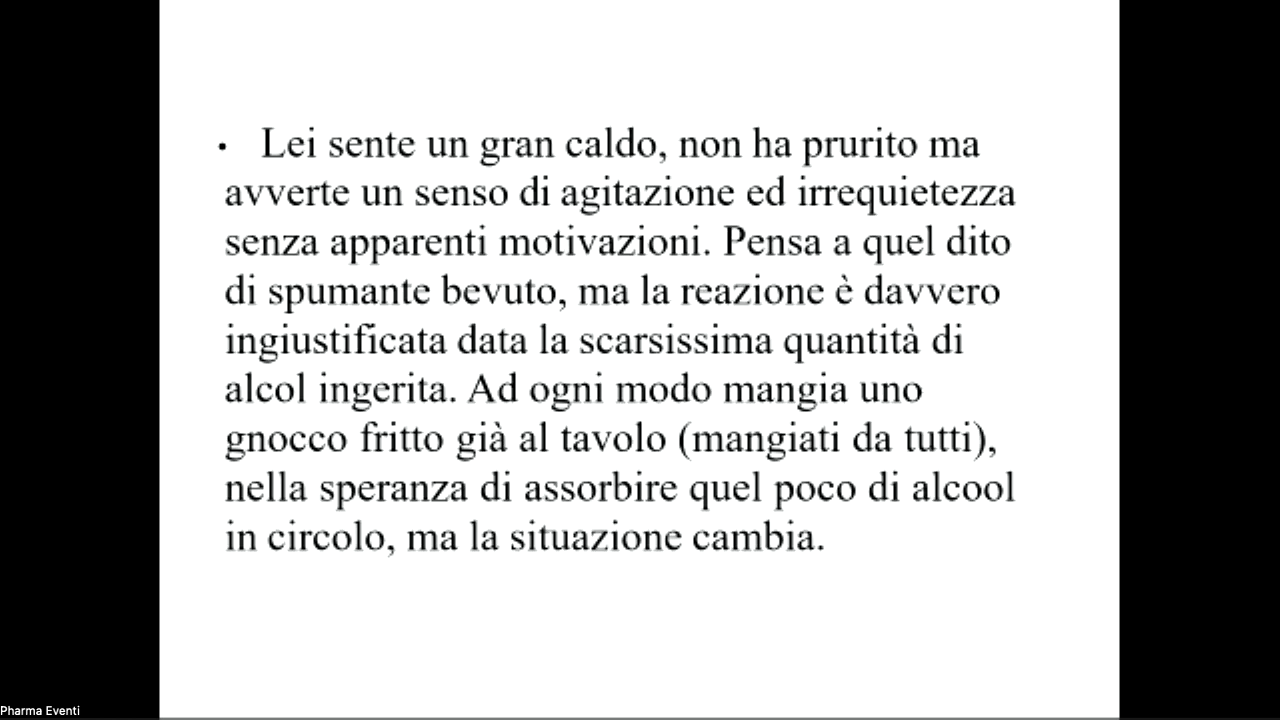 • Lei sente un gran caldo, non ha prurito ma
avverte un senso di agitazione ed irrequietezza
senza apparenti motivazioni. Pensa a quel dito
di spumante bevuto, ma la reazione è davvero
ingiustificata data la scarsissima quantità di
alcol ingerita. Ad ogni modo mangia uno
gnocco fritto già al tavolo (mangiati da tutti),
nella speranza di assorbire quel poco di alcool
in circolo, ma la situazione cambia.
Pharma Eventi